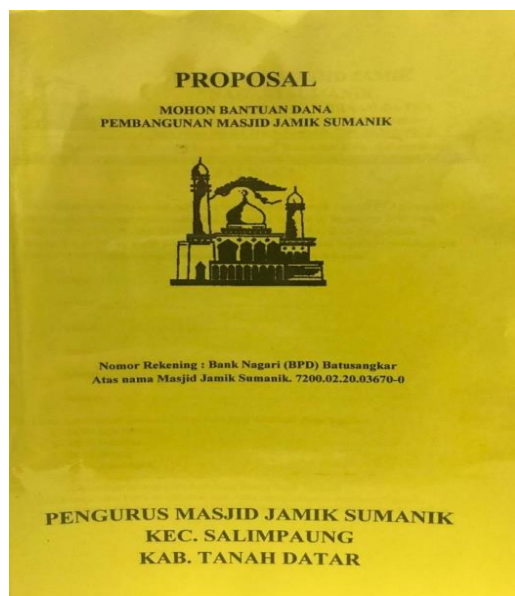 PROPOSAL
MOHON BANTUAN DANA
PEMBANGUNAN MASJID JAMIK SUMANIK
Nomor Rekening : Bank Nagari (BPD) Batusangkar
Atas nama Masjid Jamik Sumanik. 7200.02.20.03670-0
PENGURUS MASJID JAMIK SUMANIK
KEC. SALIMPAUNG
KAB. TANAH DATAR